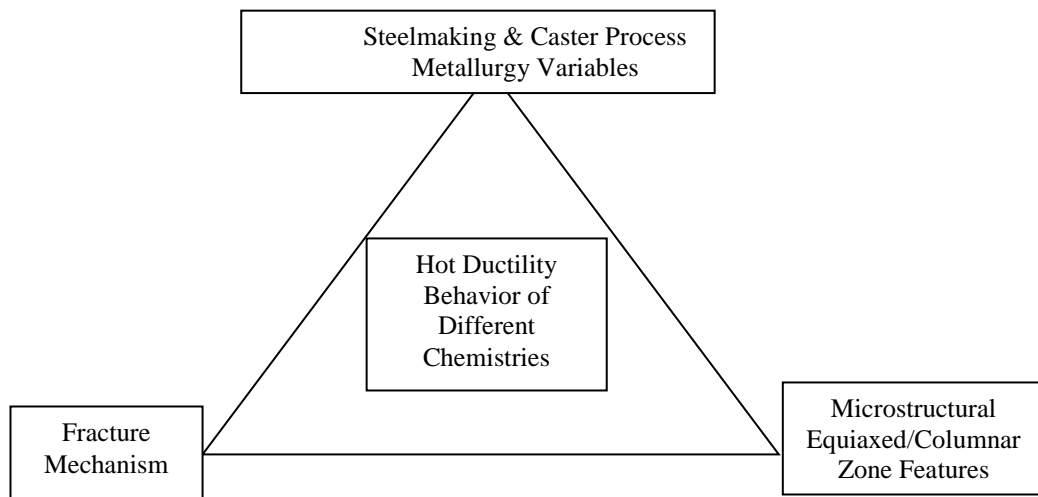 Steelmaking & Caster Process
Metallurgy Variables
Hot Ductility
Behavior of
Different
Chemistries
Fracture
Mechanism
Microstructural
Equiaxed/Columnar
Zone Features